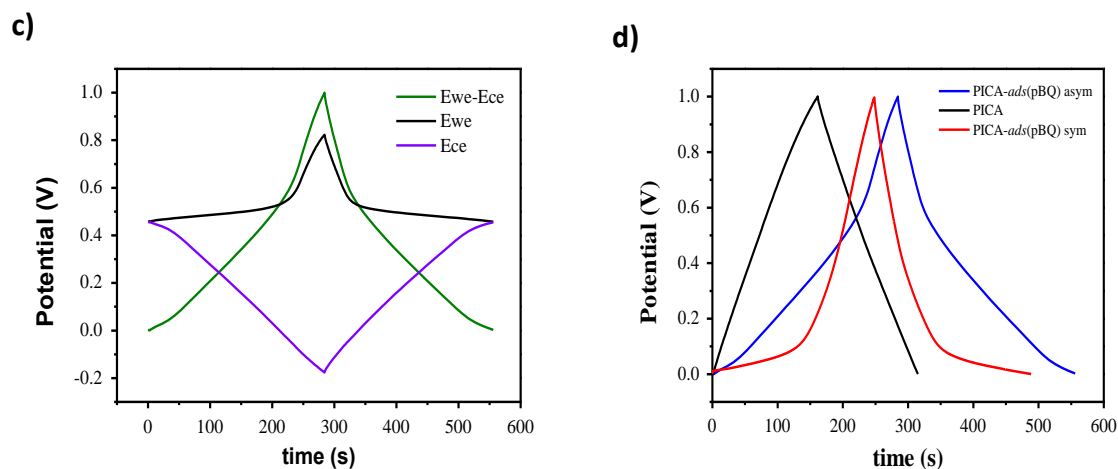 c)
Potential (V)
1.0
0.8
0.6
0.4
0.2
0.0
-0.2
Ewe-Ece
Ewe
Ece
0 100 200 300 400 500 600
time (s)
d)
Potential (V)
1.0
0.8
0.6
0.4
0.2
0.0
PICA-ads(pBQ) asym
PICA
PICA-ads(pBQ) sym
0 100 200 300 400 500 600
time (s)